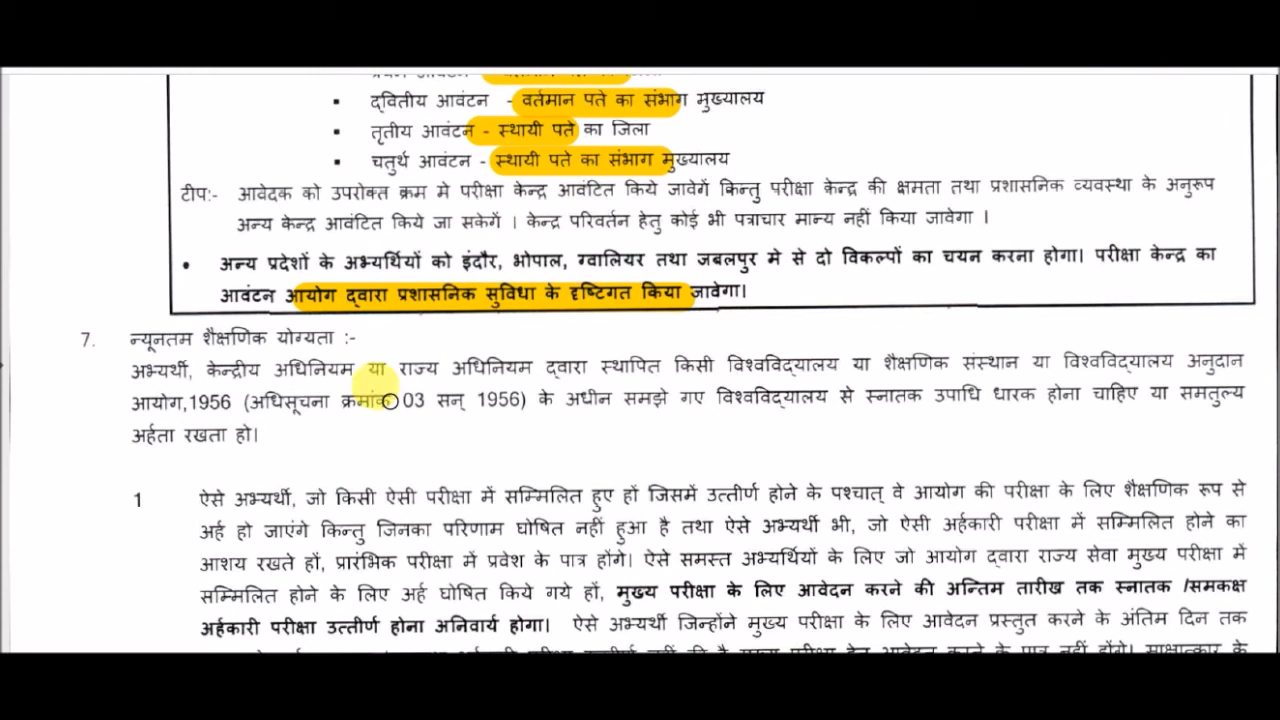 ▪ द्वितीय आवंटन - वर्तमान पते का संभाग मुख्यालय
▪ तृतीय आवंटन - स्थायी पते का जिला
▪ चतुर्थ आवंटन - स्थायी पते का संभाग मुख्यालय
टीपः- आवेदक को उपरोक्त क्रम मे परीक्षा केन्द्र आवंटित किये जावेगें किन्तु परीक्षा केन्द्र की क्षमता तथा प्रशासनिक व्यवस्था के अनुरूप
अन्य केन्द्र आवंटित किये जा सकेगें । केन्द्र परिवर्तन हेतु कोई भी पत्राचार मान्य नहीं किया जावेगा ।
• अन्य प्रदेशों के अभ्यर्थियों को इंदौर, भोपाल, ग्वालियर तथा जबलपुर मे से दो विकल्पों का चयन करना होगा। परीक्षा केन्द्र का
आवंटन आयोग द्वारा प्रशासनिक सुविधा के दृष्टिगत किया जावेगा।
7. न्यूनतम शैक्षणिक योग्यता :-
अभ्यर्थी, केन्द्रीय अधिनियम या राज्य अधिनियम द्वारा स्थापित किसी विश्वविद्यालय या शैक्षणिक संस्थान या विश्वविद्यालय अनुदान
आयोग,1956 (अधिसूचना क्रमांक 03 सन् 1956) के अधीन समझे गए विश्वविद्यालय से स्नातक उपाधि धारक होना चाहिए या समतुल्य
अर्हता रखता हो।
1 ऐसे अभ्यर्थी, जो किसी ऐसी परीक्षा में सम्मिलित हुए हों जिसमें उत्तीर्ण होने के पश्चात् वे आयोग की परीक्षा के लिए शैक्षणिक रूप से
अर्ह हो जाएंगे किन्तु जिनका परिणाम घोषित नहीं हुआ है तथा ऐसे अभ्यर्थी भी, जो ऐसी अर्हकारी परीक्षा में सम्मिलित होने का
आशय रखते हों, प्रारंभिक परीक्षा में प्रवेश के पात्र होंगे। ऐसे समस्त अभ्यर्थियों के लिए जो आयोग द्वारा राज्य सेवा मुख्य परीक्षा में
सम्मिलित होने के लिए अर्ह घोषित किये गये हों, मुख्य परीक्षा के लिए आवेदन करने की अन्तिम तारीख तक स्नातक /समकक्ष
अर्हकारी परीक्षा उत्तीर्ण होना अनिवार्य होगा। ऐसे अभ्यर्थी जिन्होंने मुख्य परीक्षा के लिए आवेदन प्रस्तुत करने के अंतिम दिन तक